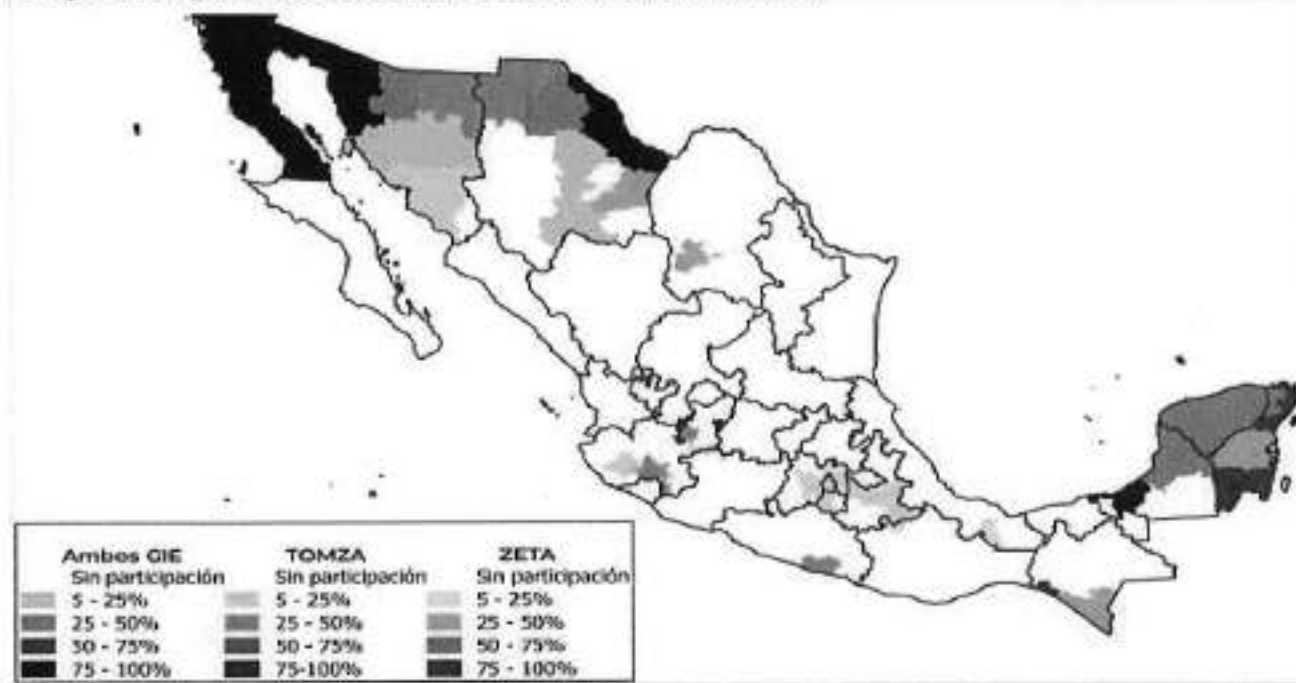 Ambos GIE TOMZA ZETA
Sin participación Sin participación Sin participación
5 - 25% 5 - 25% 5 - 25%
25 - 50% 25 - 50% 25 - 50%
50 - 75% 50 - 75% 50 - 75%
75 - 100% 75-100% 75 - 100%